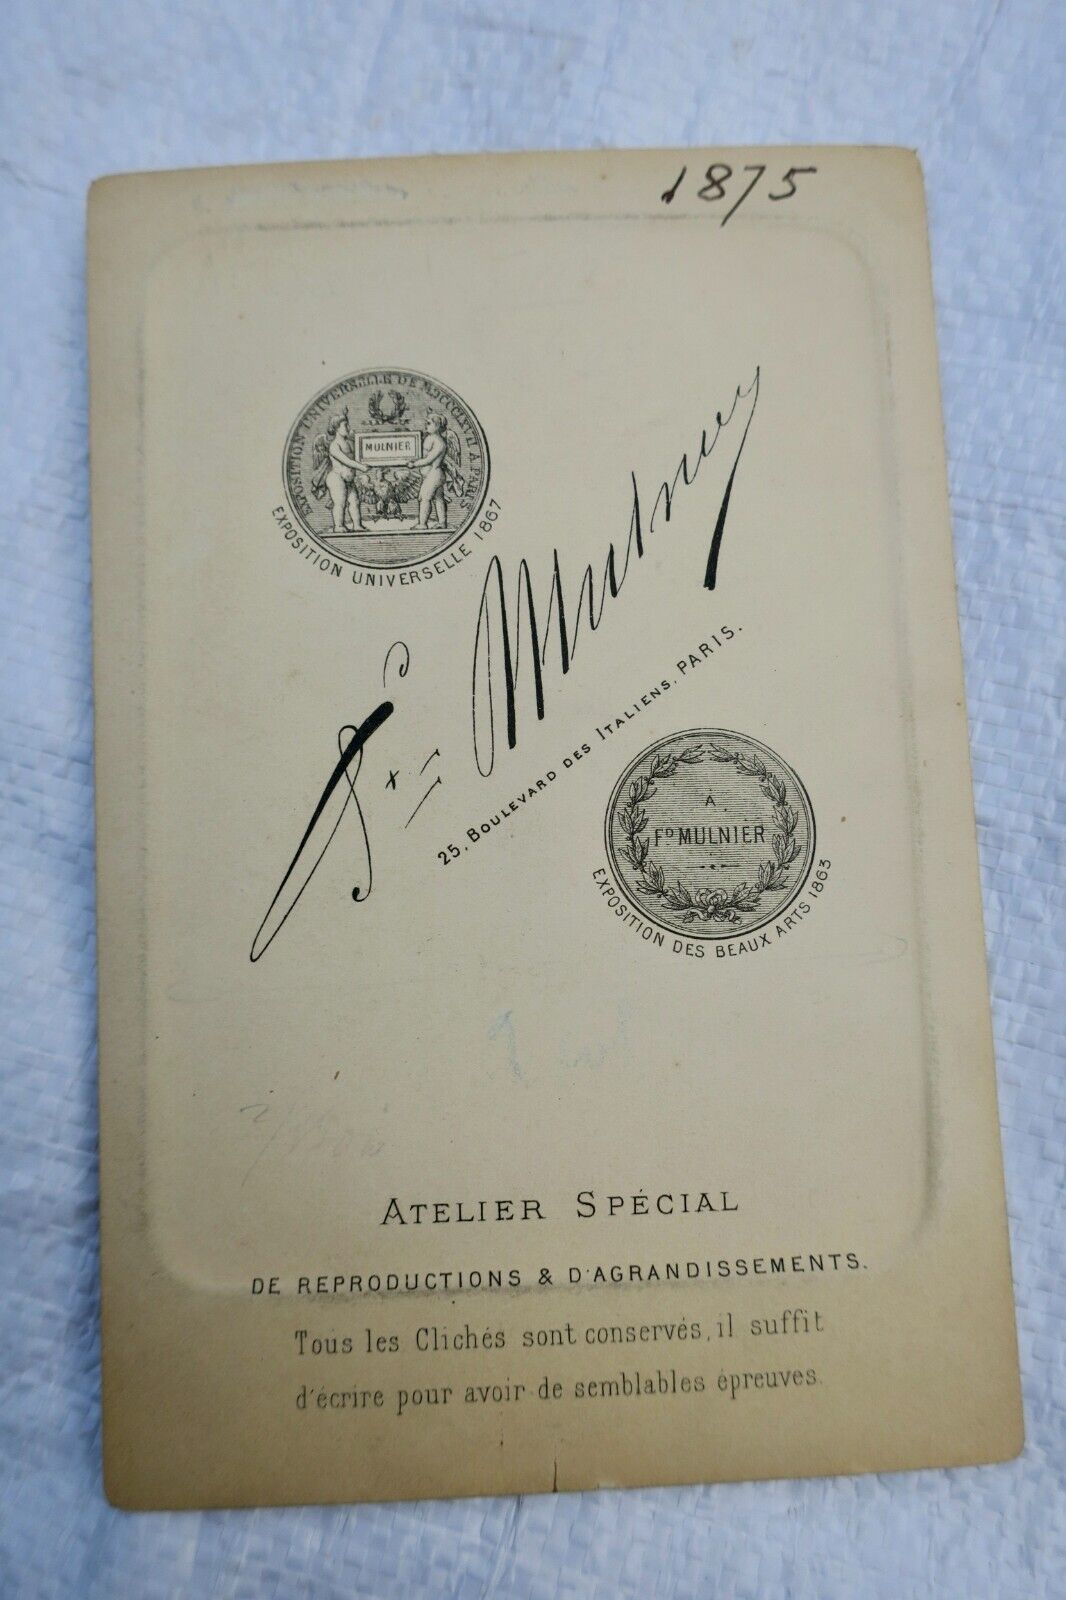 1875
EXPOSITION UNIVERSELLE DE MDCCCLXVII A PARIS
MULNIER
EXPOSITION UNIVERSELLE 1867
Fd Mulnier
25, BOULEVARD DES ITALIENS, PARIS.
A
FD MULNIER
EXPOSITION DES BEAUX ARTS 1863
ATELIER SPÉCIAL
DE REPRODUCTIONS & D'AGRANDISSEMENTS.
Tous les Clichés sont conservés, il suffit
d'écrire pour avoir de semblables épreuves.